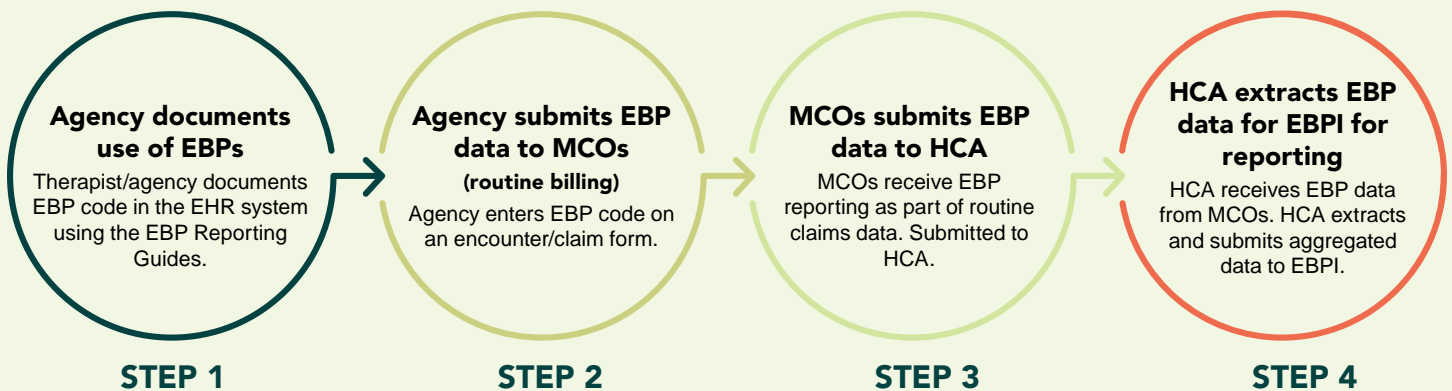 Agency documents
use of EBPs
Therapist/agency documents
EBP code in the EHR system
using the EBP Reporting
Guides.
STEP 1
Agency submits EBP
data to MCOs
(routine billing)
Agency enters EBP code on
an encounter/claim form.
STEP 2
MCOs submits EBP
data to HCA
MCOs receive EBP
reporting as part of routine
claims data. Submitted to
HCA.
STEP 3
HCA extracts EBP
data for EBPI for
reporting
HCA receives EBP data
from MCOs. HCA extracts
and submits aggregated
data to EBPI.
STEP 4